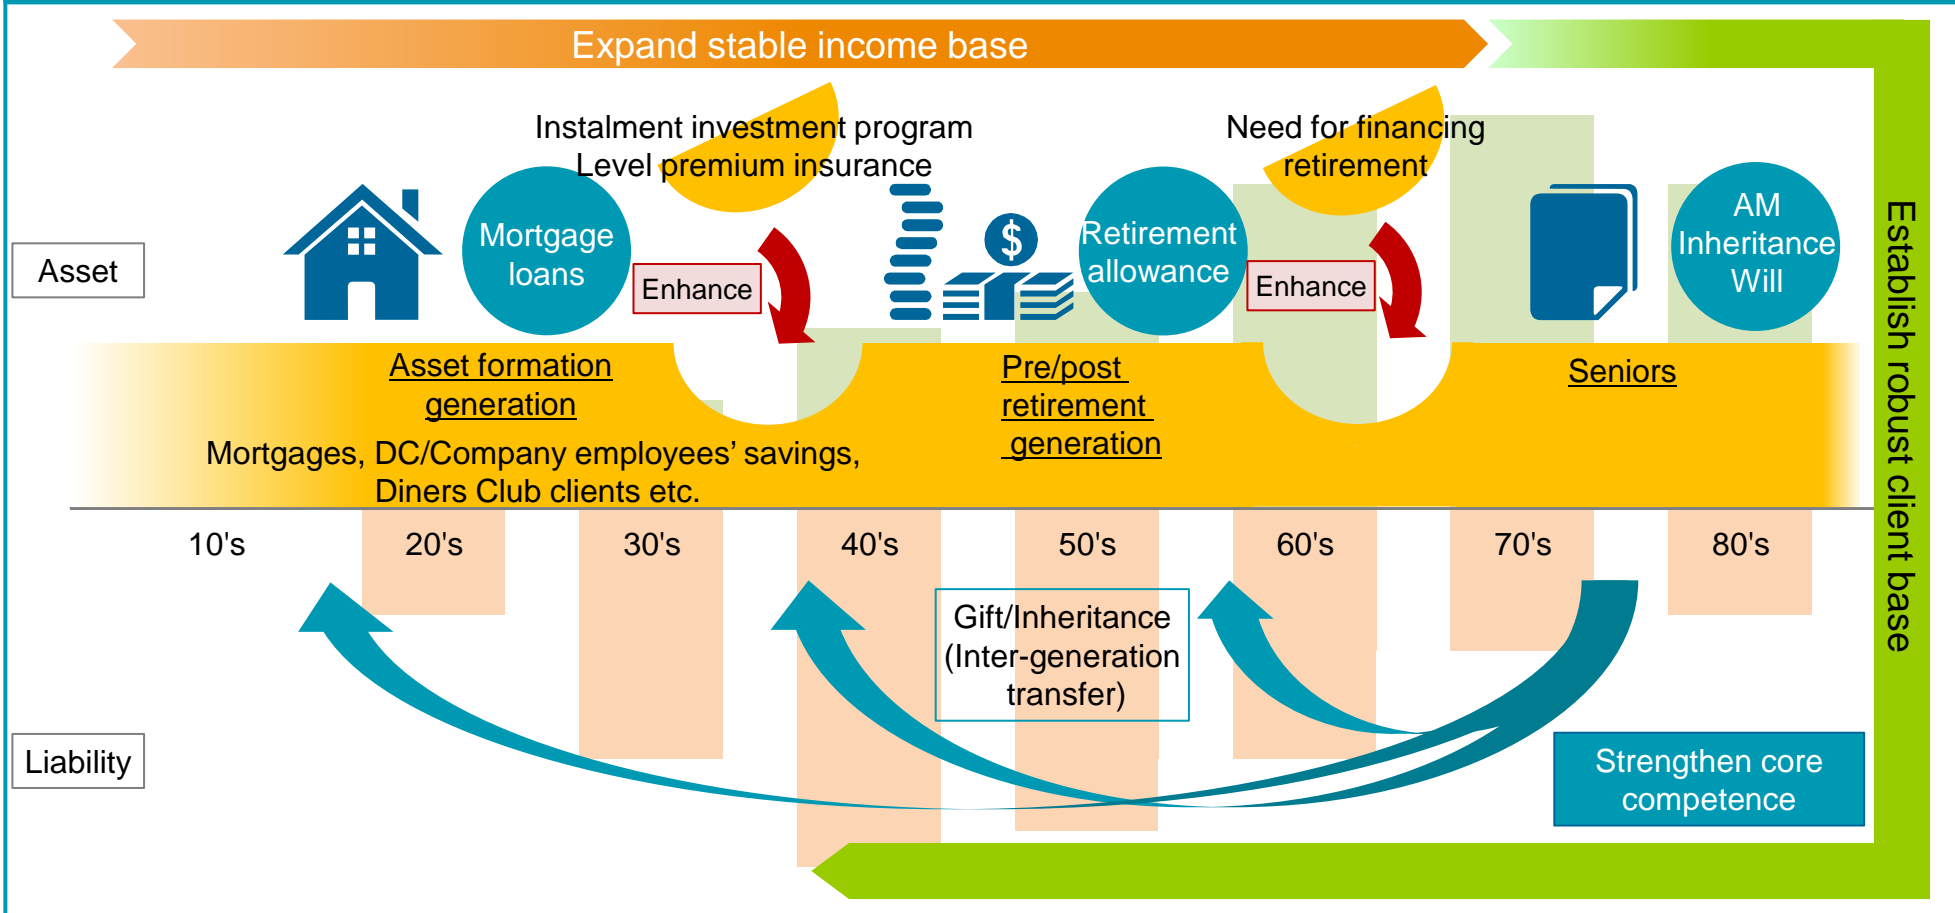 Expand stable income base
Instalment investment program
Level premium insurance
Need for financing
retirement
Asset
Mortgage
loans
Enhance
$
Retirement
allowance
Enhance
AM
Inheritance
Will
Establish robust client base
Asset formation
generation
Mortgages, DC/Company employees’ savings,
Diners Club clients etc.
Pre/post
retirement
generation
Seniors
10's 20's 30's 40's 50's 60's 70's 80's
Gift/Inheritance
(Inter-generation
transfer)
Liability
Strengthen core
competence